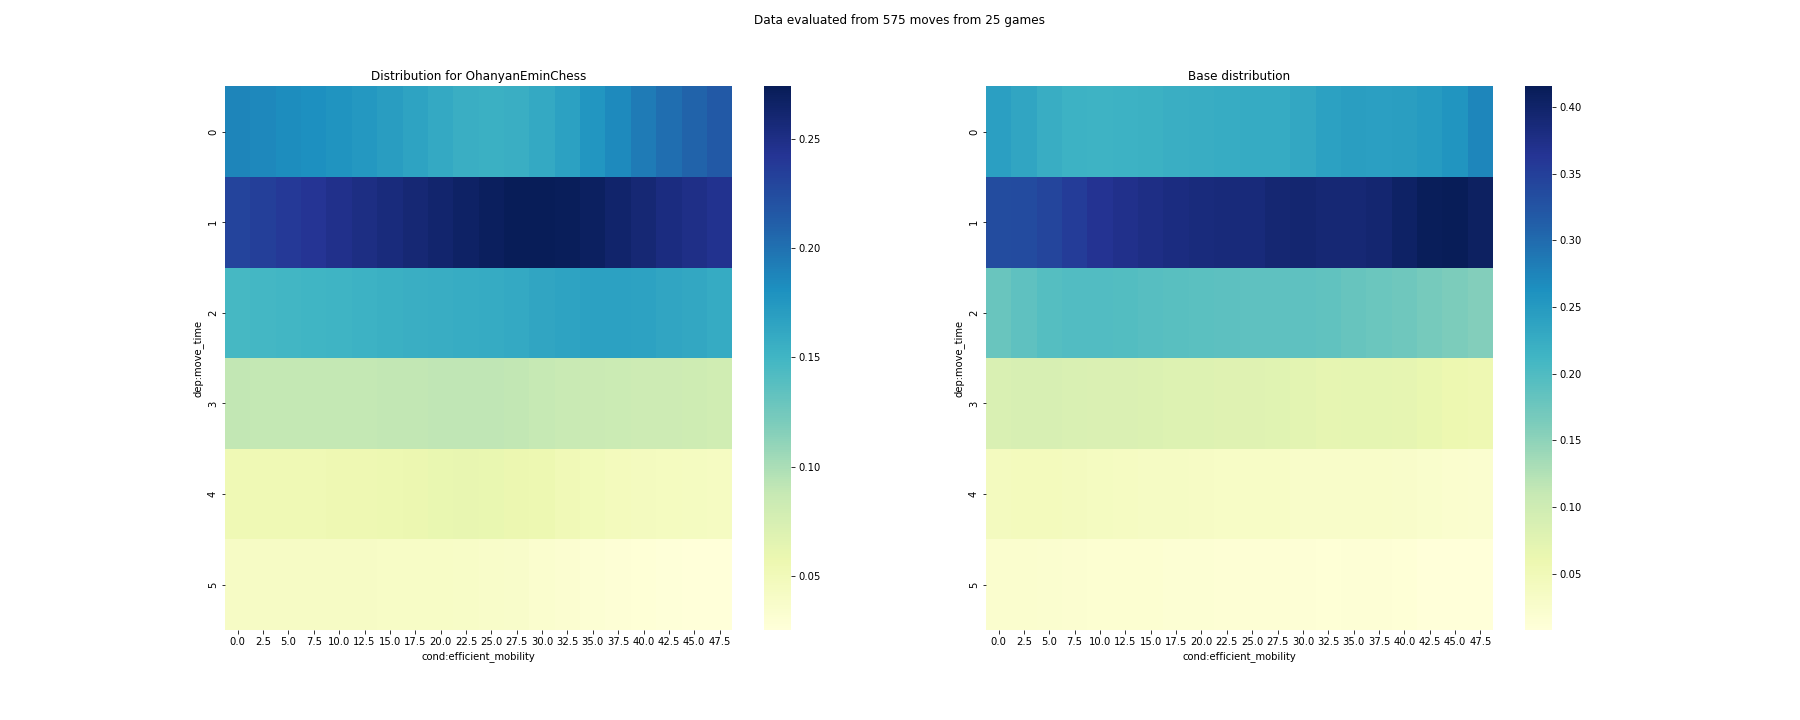 Data evaluated from 575 moves from 25 games
Distribution for OhanyanEminChess
dep:move_time
0
1
2
3
4
5
0.0 2.5 5.0 7.5 10.0 12.5 15.0 17.5 20.0 22.5 25.0 27.5 30.0 32.5 35.0 37.5 40.0 42.5 45.0 47.5
cond:efficient_mobility
0.25
0.20
0.15
0.10
0.05
Base distribution
dep:move_time
0
1
2
3
4
5
0.0 2.5 5.0 7.5 10.0 12.5 15.0 17.5 20.0 22.5 25.0 27.5 30.0 32.5 35.0 37.5 40.0 42.5 45.0 47.5
cond:efficient_mobility
0.40
0.35
0.30
0.25
0.20
0.15
0.10
0.05